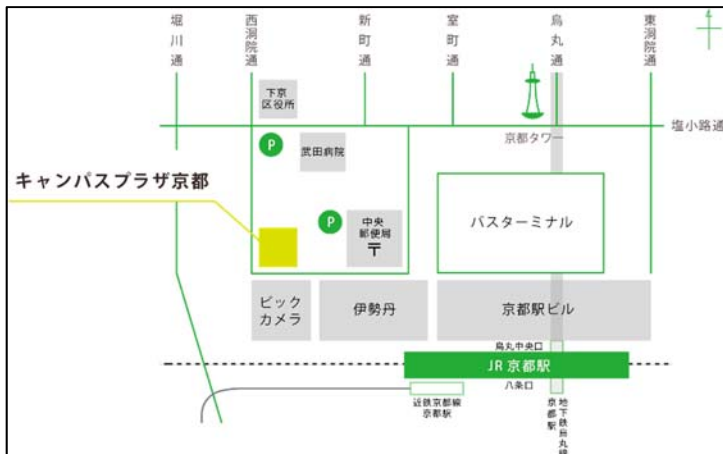 堀川通
西洞院通
新町通
室町通
烏丸通
東洞院通
下京
区役所
塩小路通
京都タワー
P
武田病院
キャンパスプラザ京都
P
中央
郵便局
〒
バスターミナル
ビック
カメラ
伊勢丹
京都駅ビル
烏丸中央口
JR 京都駅
八条口
近鉄京都線
京都駅
地下鉄烏丸線
京都駅